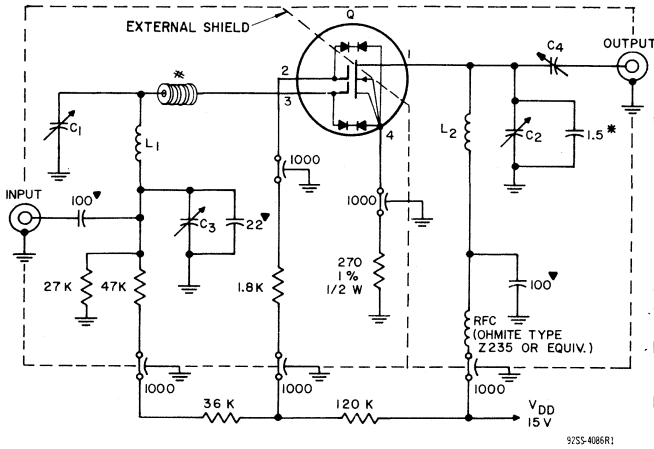 Q
EXTERNAL SHIELD
C4
OUTPUT
*
2
3
4
C1
L1
L2
C2
1.5 *
1000
1000
INPUT
100▼
C3
22▼
27 K
47K
1.8K
270
1 %
1/2 W
100▼
RFC
(OHMITE TYPE
Z235 OR EQUIV.)
1000
1000
1000
36 K
120 K
VDD
15 V
92SS-4086R1